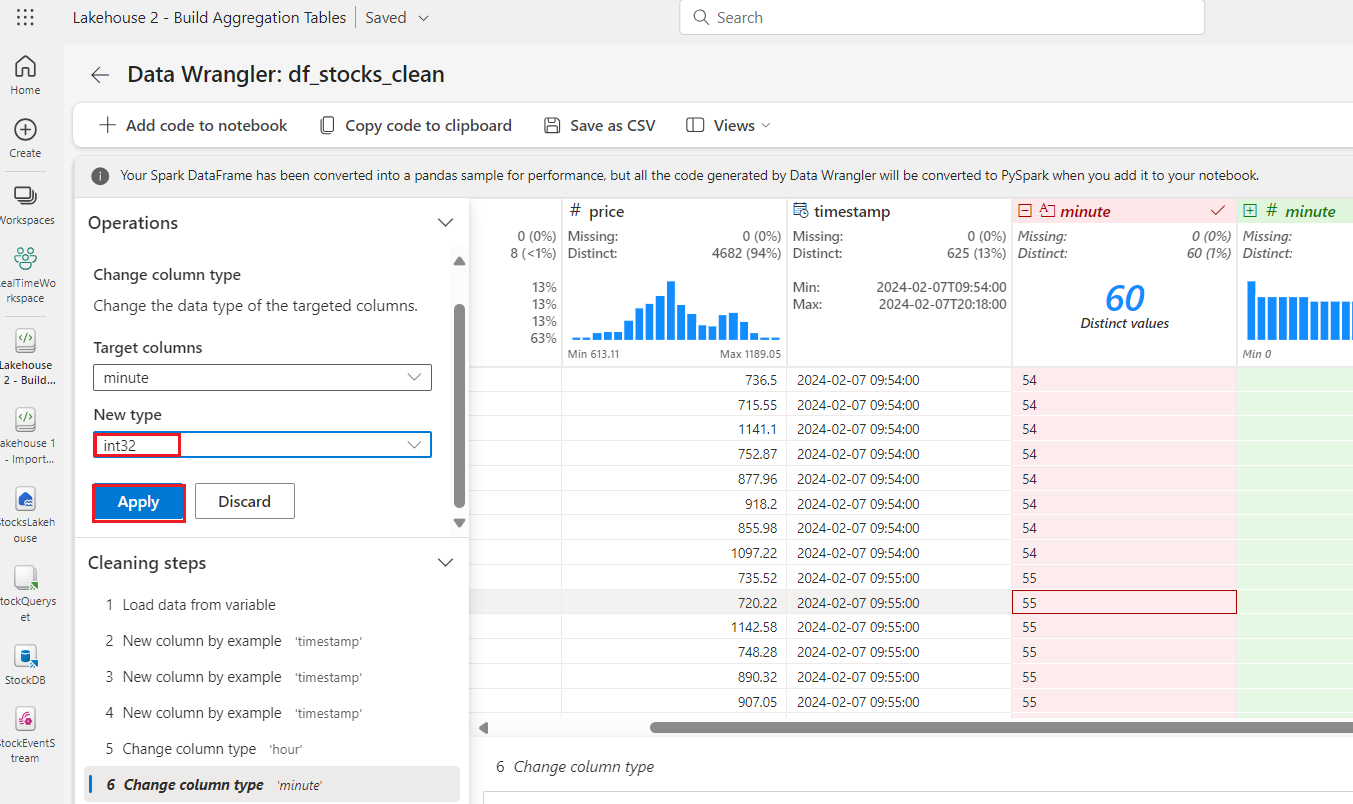 Lakehouse 2 - Build Aggregation Tables Saved
Search
Home
Create
Workspaces
ealTimeWo
rkspace
Lakehouse
2 - Build...
akehouse 1
- Import...
StocksLakeh
ouse
tockQuerys
et
StockDB
tockEventS
tream
Data Wrangler: df_stocks_clean
Add code to notebook Copy code to clipboard Save as CSV Views
Your Spark DataFrame has been converted into a pandas sample for performance, but all the code generated by Data Wrangler will be converted to PySpark when you add it to your notebook.
Operations
Change column type
Change the data type of the targeted columns.
Target columns
minute
New type
int32
Apply Discard
Cleaning steps
1 Load data from variable
2 New column by example 'timestamp'
3 New column by example 'timestamp'
4 New column by example 'timestamp'
5 Change column type 'hour'
6 Change column type 'minute'
# price timestamp minute # minute
0 (0%) Missing: 0 (0%) Missing: 0 (0%) Missing: 0 (0%) Missing:
8 (<1%) Distinct: 4682 (94%) Distinct: 625 (13%) Distinct: 60 (1%) Distinct:
13%
13%
13%
63%
Min 613.11 Max 1189.05
Min: 2024-02-07T09:54:00
Max: 2024-02-07T20:18:00
60
Distinct values
Min 0
736.5 2024-02-07 09:54:00 54
715.55 2024-02-07 09:54:00 54
1141.1 2024-02-07 09:54:00 54
752.87 2024-02-07 09:54:00 54
877.96 2024-02-07 09:54:00 54
918.2 2024-02-07 09:54:00 54
855.98 2024-02-07 09:54:00 54
1097.22 2024-02-07 09:54:00 54
735.52 2024-02-07 09:55:00 55
720.22 2024-02-07 09:55:00 55
1142.58 2024-02-07 09:55:00 55
748.28 2024-02-07 09:55:00 55
890.32 2024-02-07 09:55:00 55
907.05 2024-02-07 09:55:00 55
6 Change column type